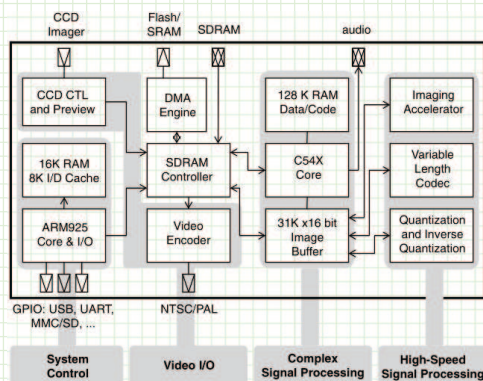 CCD
Imager
Flash/
SRAM
SDRAM
audio
CCD CTL
and Preview
DMA
Engine
128 K RAM
Data/Code
Imaging
Accelerator
16K RAM
8K I/D Cache
SDRAM
Controller
C54X
Core
Variable
Length
Codec
ARM925
Core & I/O
Video
Encoder
31K x16 bit
Image
Buffer
Quantization
and Inverse
Quantization
GPIO: USB, UART,
MMC/SD, ...
NTSC/PAL
System
Control
Video I/O
Complex
Signal Processing
High-Speed
Signal Processing